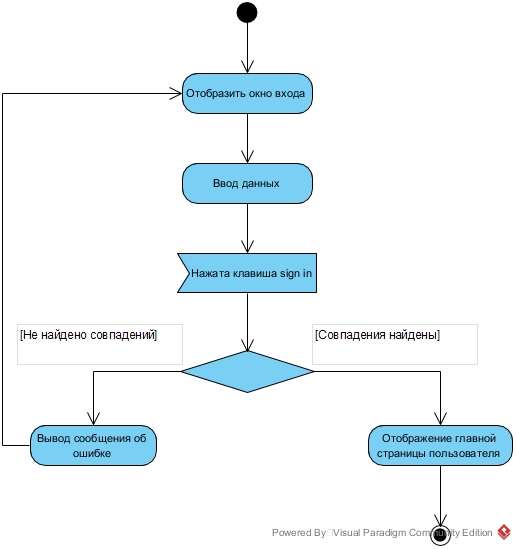 Отобразить окно входа
Ввод данных
Нажата клавиша sign in
[Не найдено совпадений]
[Совпадения найдены]
Вывод сообщения об
ошибке
Отображение главной
страницы пользователя
Powered By Visual Paradigm Community Edition